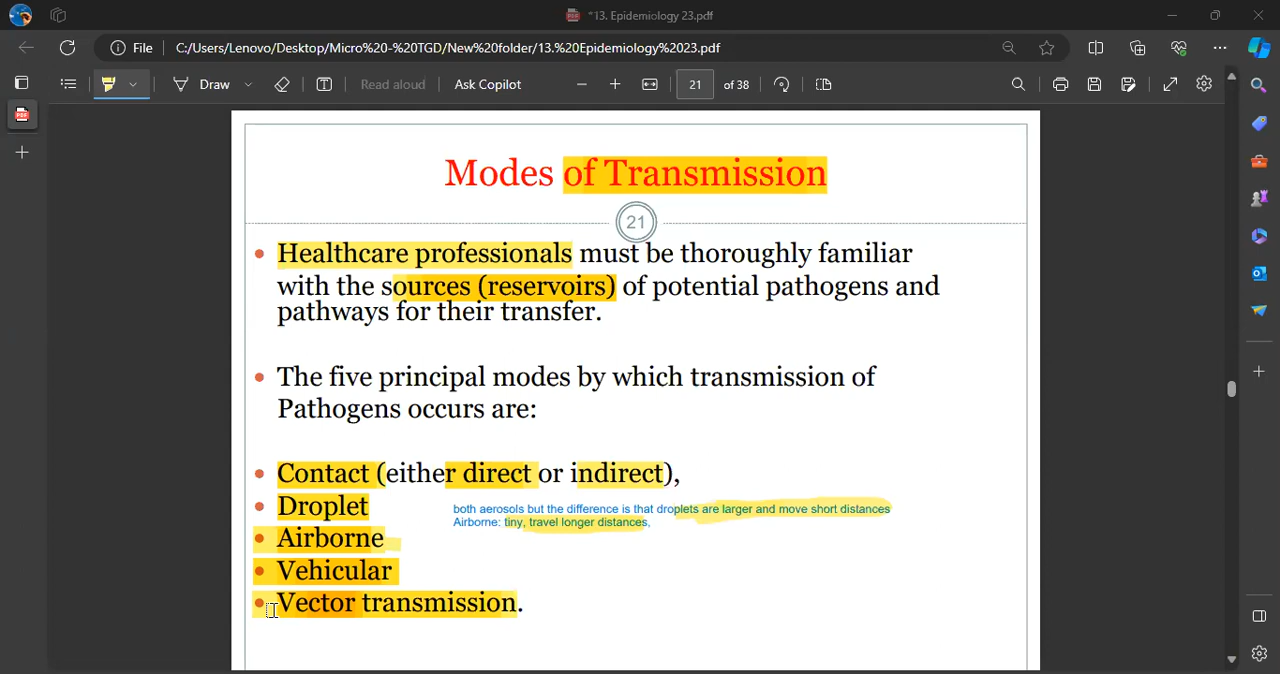 *13. Epidemiology 23.pdf
File C:/Users/Lenovo/Desktop/Micro%20-%20TGD/New%20folder/13.%20Epidemiology%2023.pdf
Draw Read aloud Ask Copilot 21 of 38
Modes of Transmission
21
• Healthcare professionals must be thoroughly familiar
with the sources (reservoirs) of potential pathogens and
pathways for their transfer.
• The five principal modes by which transmission of
Pathogens occurs are:
• Contact (either direct or indirect),
• Droplet
both aerosols but the difference is that droplets are larger and move short distances
Airborne: tiny, travel longer distances,
• Airborne
• Vehicular
• Vector transmission.